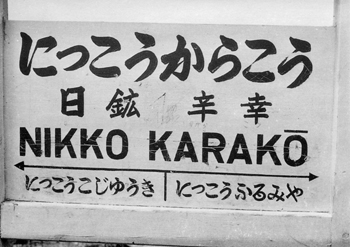 にっこうからこう
日鉱 辛幸
NIKKO KARAKŌ
にっこうこじゆうき にっこうふるみや